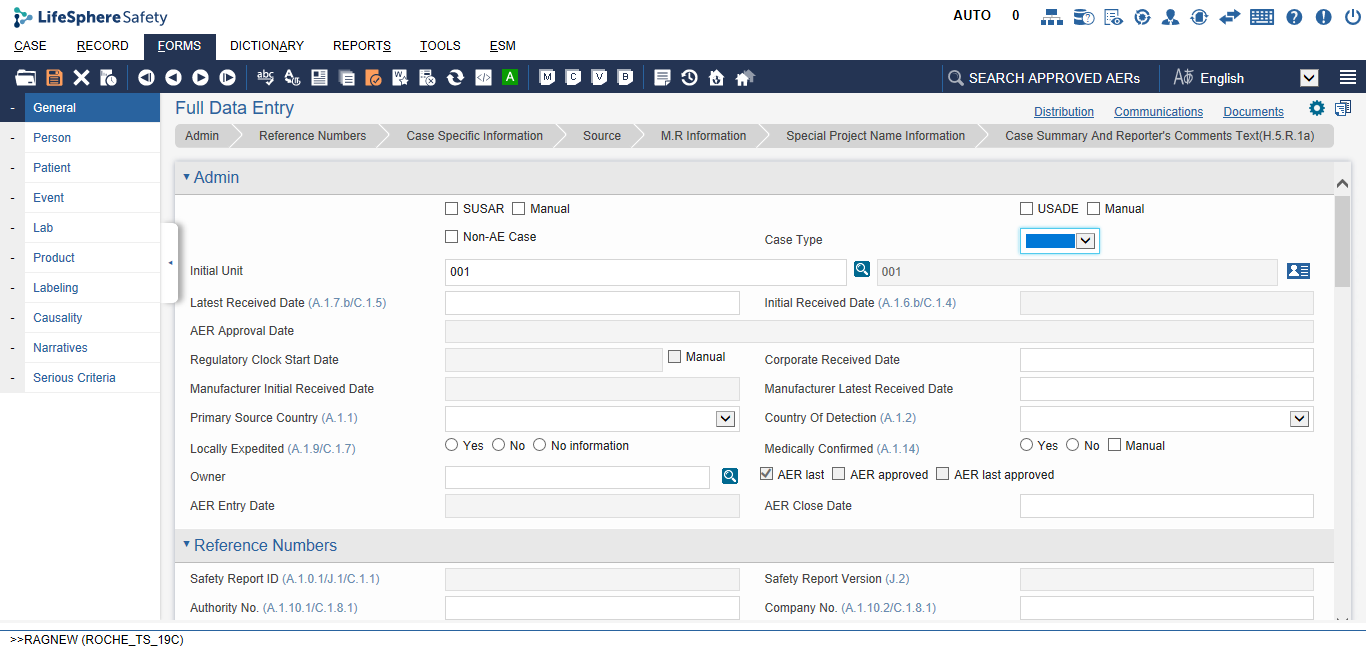 LifeSphereSafety
AUTO 0
CASE RECORD FORMS DICTIONARY REPORTS TOOLS ESM
abc A W </> A M C V B SEARCH APPROVED AERs English
- General
- Person
- Patient
- Event
- Lab
- Product
- Labeling
- Causality
- Narratives
- Serious Criteria
Full Data Entry
Distribution Communications Documents
Admin Reference Numbers Case Specific Information Source M.R Information Special Project Name Information Case Summary And Reporter's Comments Text(H.5.R.1a)
Admin
SUSAR Manual USADE Manual
Non-AE Case Case Type
Initial Unit 001 001
Latest Received Date (A.1.7.b/C.1.5) Initial Received Date (A.1.6.b/C.1.4)
AER Approval Date
Regulatory Clock Start Date Manual Corporate Received Date
Manufacturer Initial Received Date Manufacturer Latest Received Date
Primary Source Country (A.1.1) Country Of Detection (A.1.2)
Locally Expedited (A.1.9/C.1.7) Yes No No information Medically Confirmed (A.1.14) Yes No Manual
Owner AER last AER approved AER last approved
AER Entry Date AER Close Date
Reference Numbers
Safety Report ID (A.1.0.1/J.1/C.1.1) Safety Report Version (J.2)
Authority No. (A.1.10.1/C.1.8.1) Company No. (A.1.10.2/C.1.8.1)
>>RAGNEW (ROCHE_TS_19C)